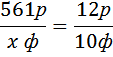 561p / x ф = 12p / 10ф